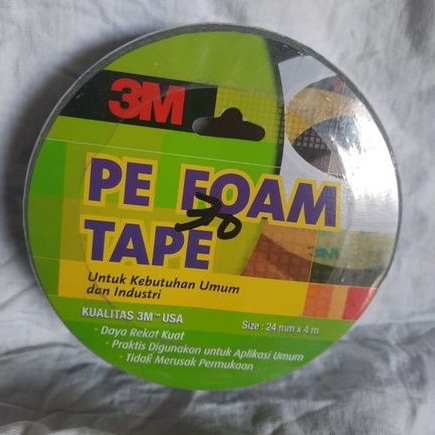 3M
PE FOAM
30
TAPE
Untuk Kebutuhan Umum
dan Industri
KUALITAS 3M™ USA
Size : 24 mm x 4 m
- Daya Rekat Kuat
- Praktis Digunakan untuk Aplikasi Umum
- Tidak Merusak Permukaan
3M